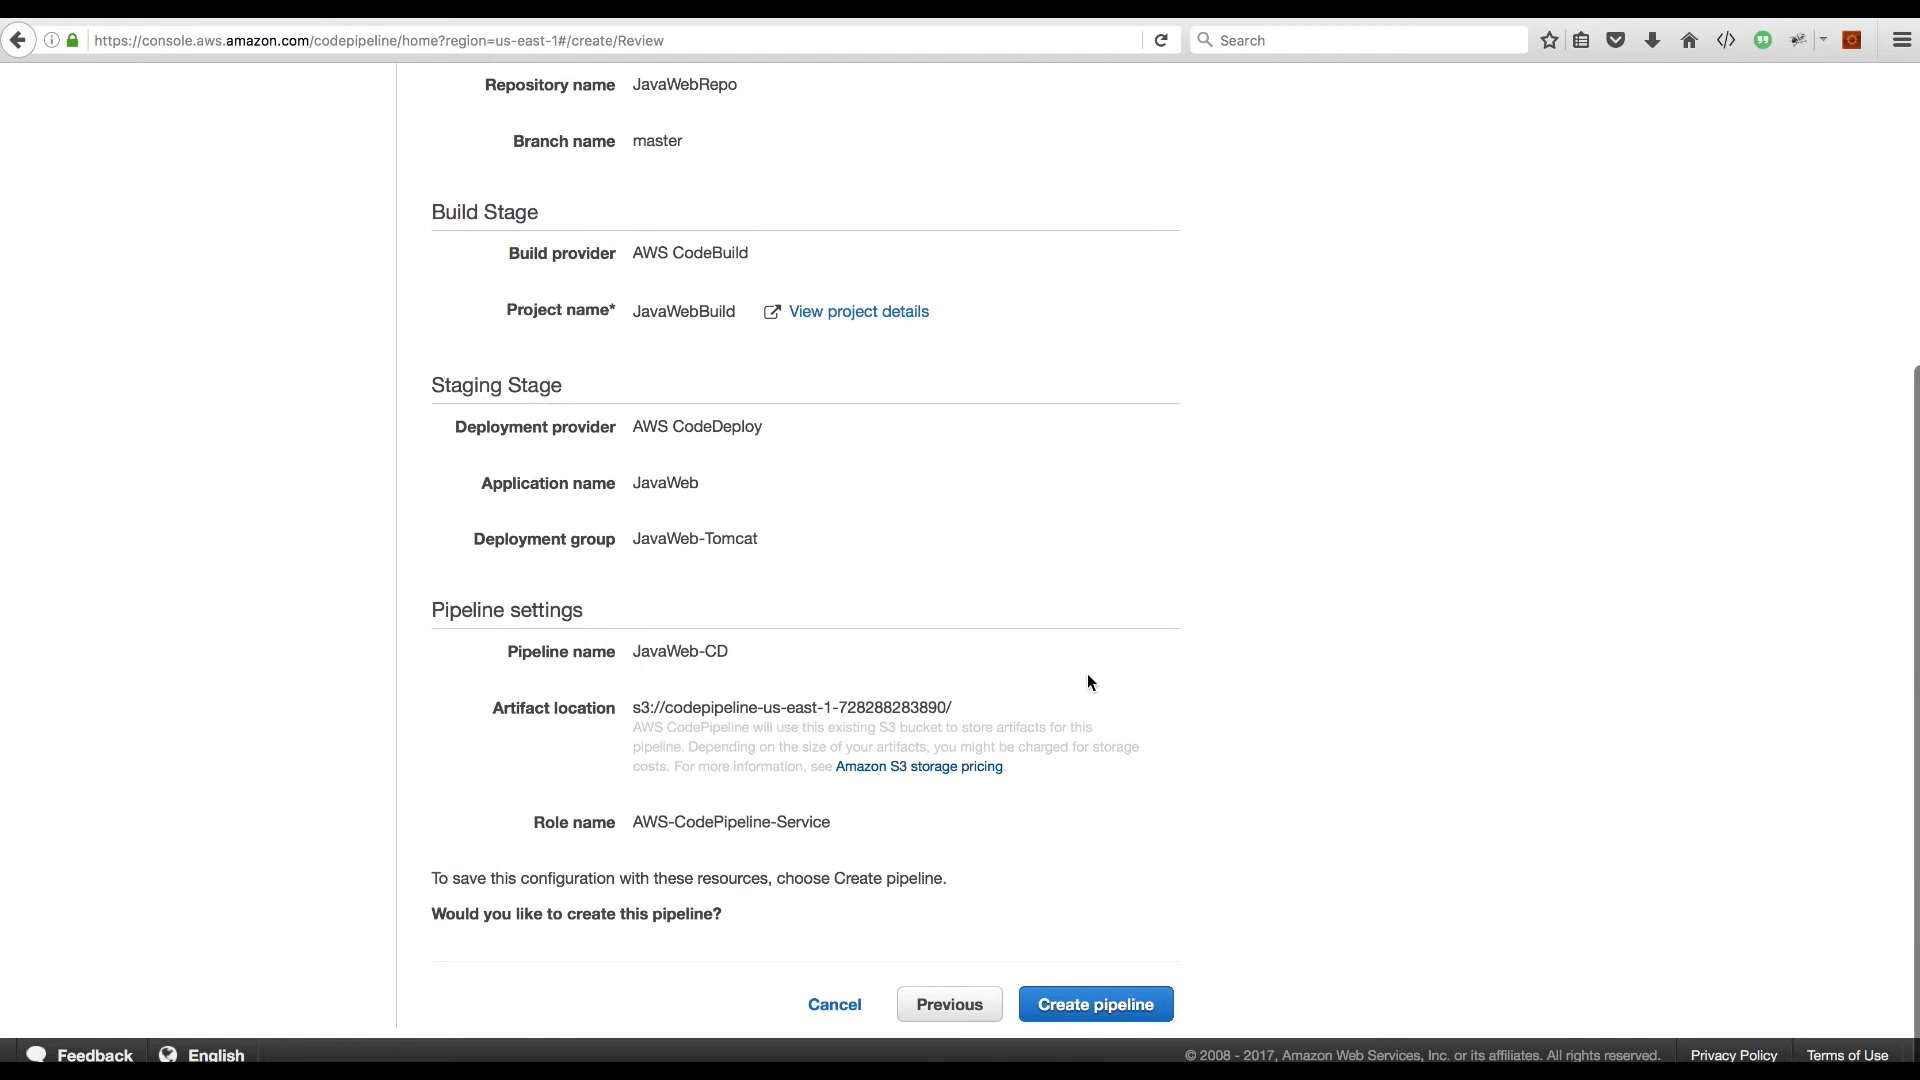 https://console.aws.amazon.com/codepipeline/home?region=us-east-1#/create/Review
Search
Repository name JavaWebRepo
Branch name master
Build Stage
Build provider AWS CodeBuild
Project name* JavaWebBuild View project details
Staging Stage
Deployment provider AWS CodeDeploy
Application name JavaWeb
Deployment group JavaWeb-Tomcat
Pipeline settings
Pipeline name JavaWeb-CD
Artifact location s3://codepipeline-us-east-1-728288283890/
AWS CodePipeline will use this existing S3 bucket to store artifacts for this
pipeline. Depending on the size of your artifacts, you might be charged for storage
costs. For more information, see Amazon S3 storage pricing.
Role name AWS-CodePipeline-Service
To save this configuration with these resources, choose Create pipeline.
Would you like to create this pipeline?
Cancel Previous Create pipeline
Feedback English © 2008 - 2017, Amazon Web Services, Inc. or its affiliates. All rights reserved. Privacy Policy Terms of Use